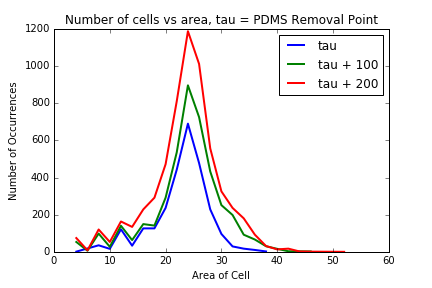 Number of cells vs area, tau = PDMS Removal Point
1200
1000
800
600
400
200
0
Number of Occurrences
tau
tau + 100
tau + 200
0 10 20 30 40 50 60
Area of Cell